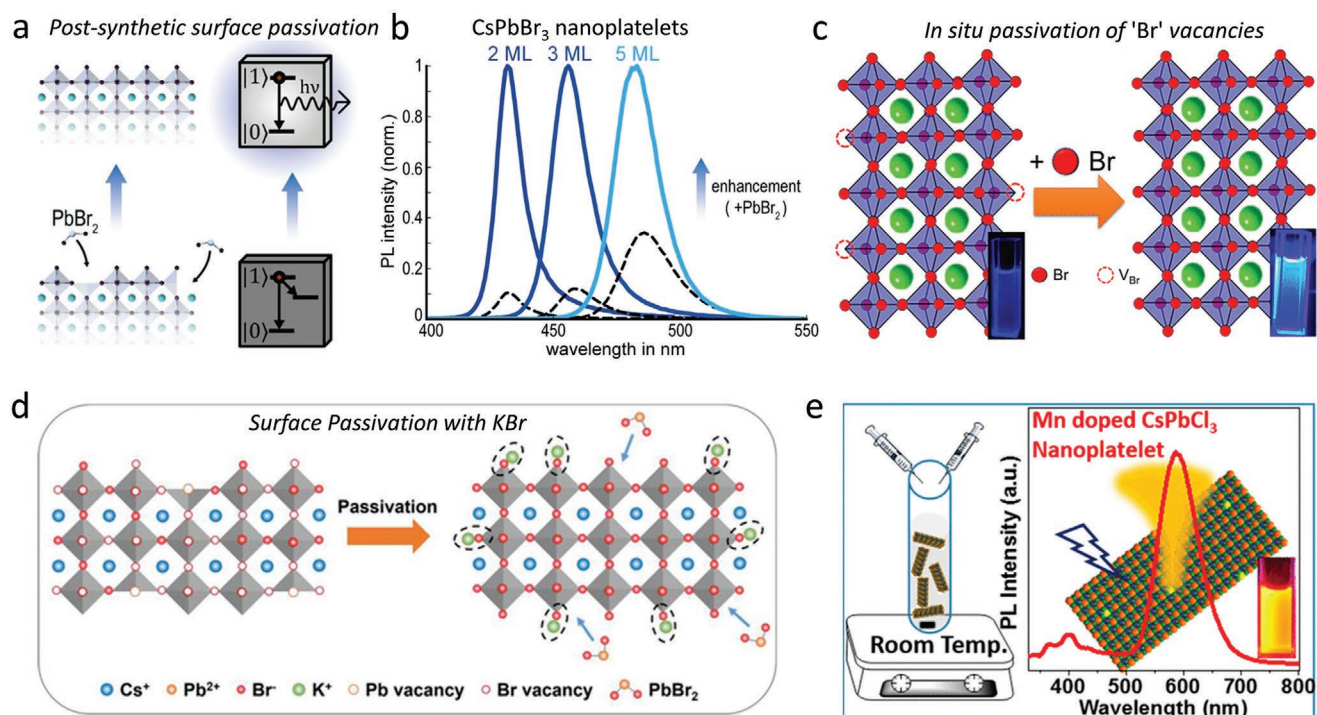 a
Post-synthetic surface passivation
|1⟩
hν
|0⟩
PbBr₂
|1⟩
|0⟩
b
CsPbBr₃ nanoplatelets
2 ML 3 ML 5 ML
PL intensity (norm.)
1
0.8
0.6
0.4
0.2
0
enhancement
( +PbBr₂)
400 450 500 550
wavelength in nm
c
In situ passivation of 'Br' vacancies
+ Br
Br V_Br
d
Surface Passivation with KBr
Passivation
Cs⁺ Pb²⁺ Br⁻ K⁺ Pb vacancy Br vacancy PbBr₂
e
Room Temp.
Mn doped CsPbCl₃
Nanoplatelet
PL Intensity (a.u.)
400 500 600 700 800
Wavelength (nm)